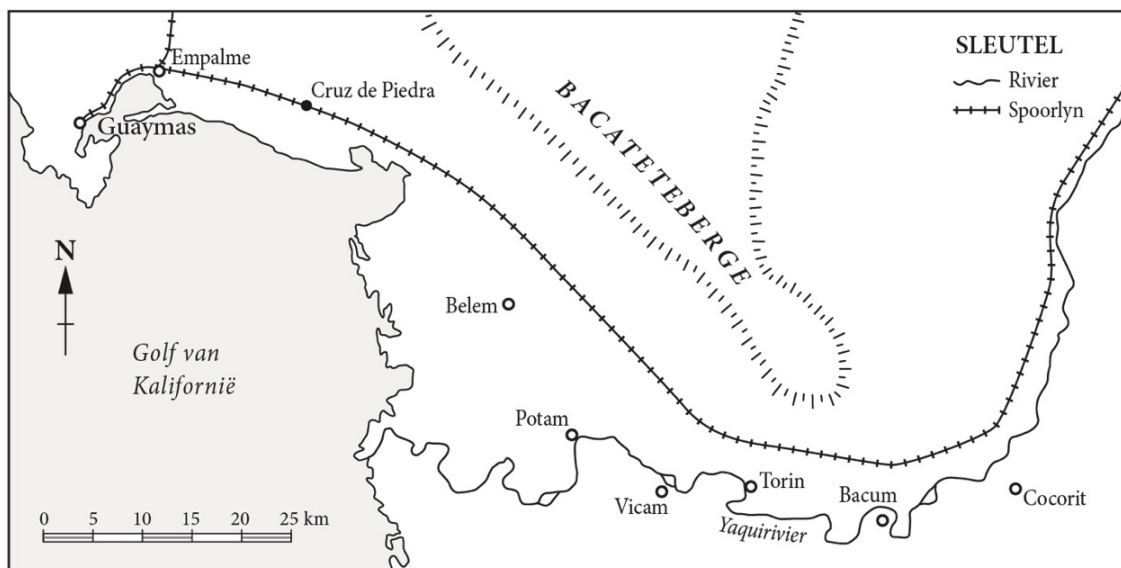 Empalme
Cruz de Piedra
Guaymas
BACATETEBERGE
SLEUTEL
Rivier
Spoorlyn
N
Golf van
Kalifornië
Belem
Potam
Vicam
Torin
Yaquirivier
Bacum
Cocorit
0 5 10 15 20 25 km